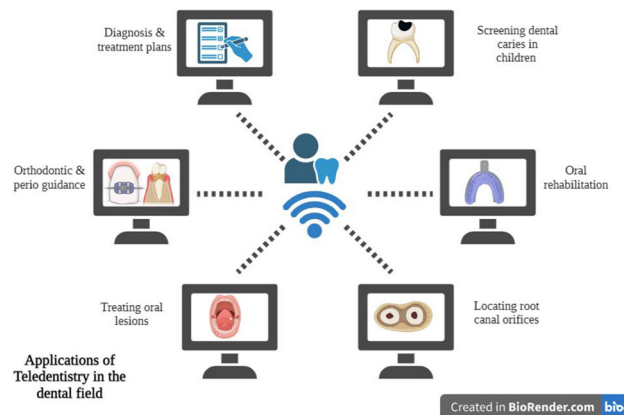 Diagnosis &
treatment plans
Screening dental
caries in
children
Orthodontic &
perio guidance
Oral
rehabilitation
Treating oral
lesions
Locating root
canal orifices
Applications of
Teledentistry in the
dental field
Created in BioRender.com bio